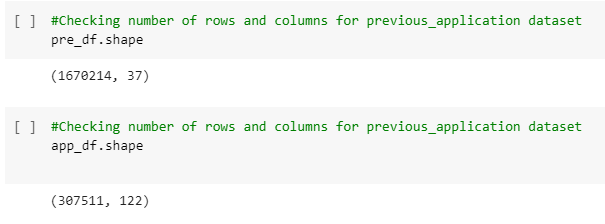 [ ] #Checking number of rows and columns for previous_application dataset
pre_df.shape
(1670214, 37)
[ ] #Checking number of rows and columns for previous_application dataset
app_df.shape
(307511, 122)